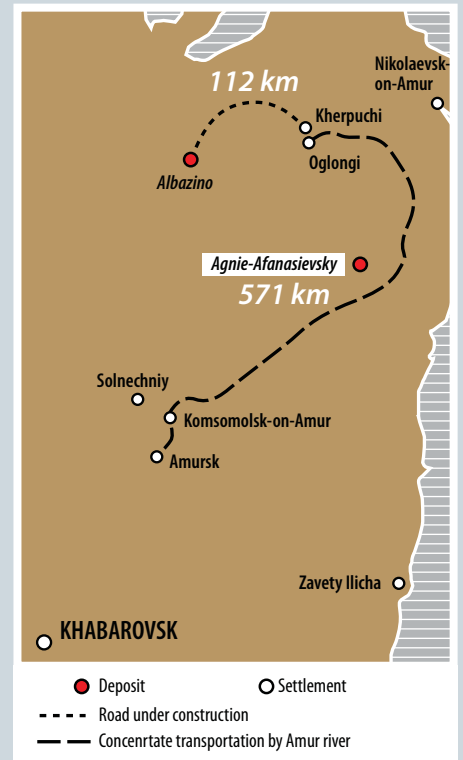 Nikolaevsk-
on-Amur
112 km
Kherpuchi
Oglongi
Albazino
Agnie-Afanasievsky
571 km
Solnechniy
Komsomolsk-on-Amur
Amursk
Zavety Ilicha
KHABAROVSK
Deposit
Settlement
Road under construction
Concenrtate transportation by Amur river